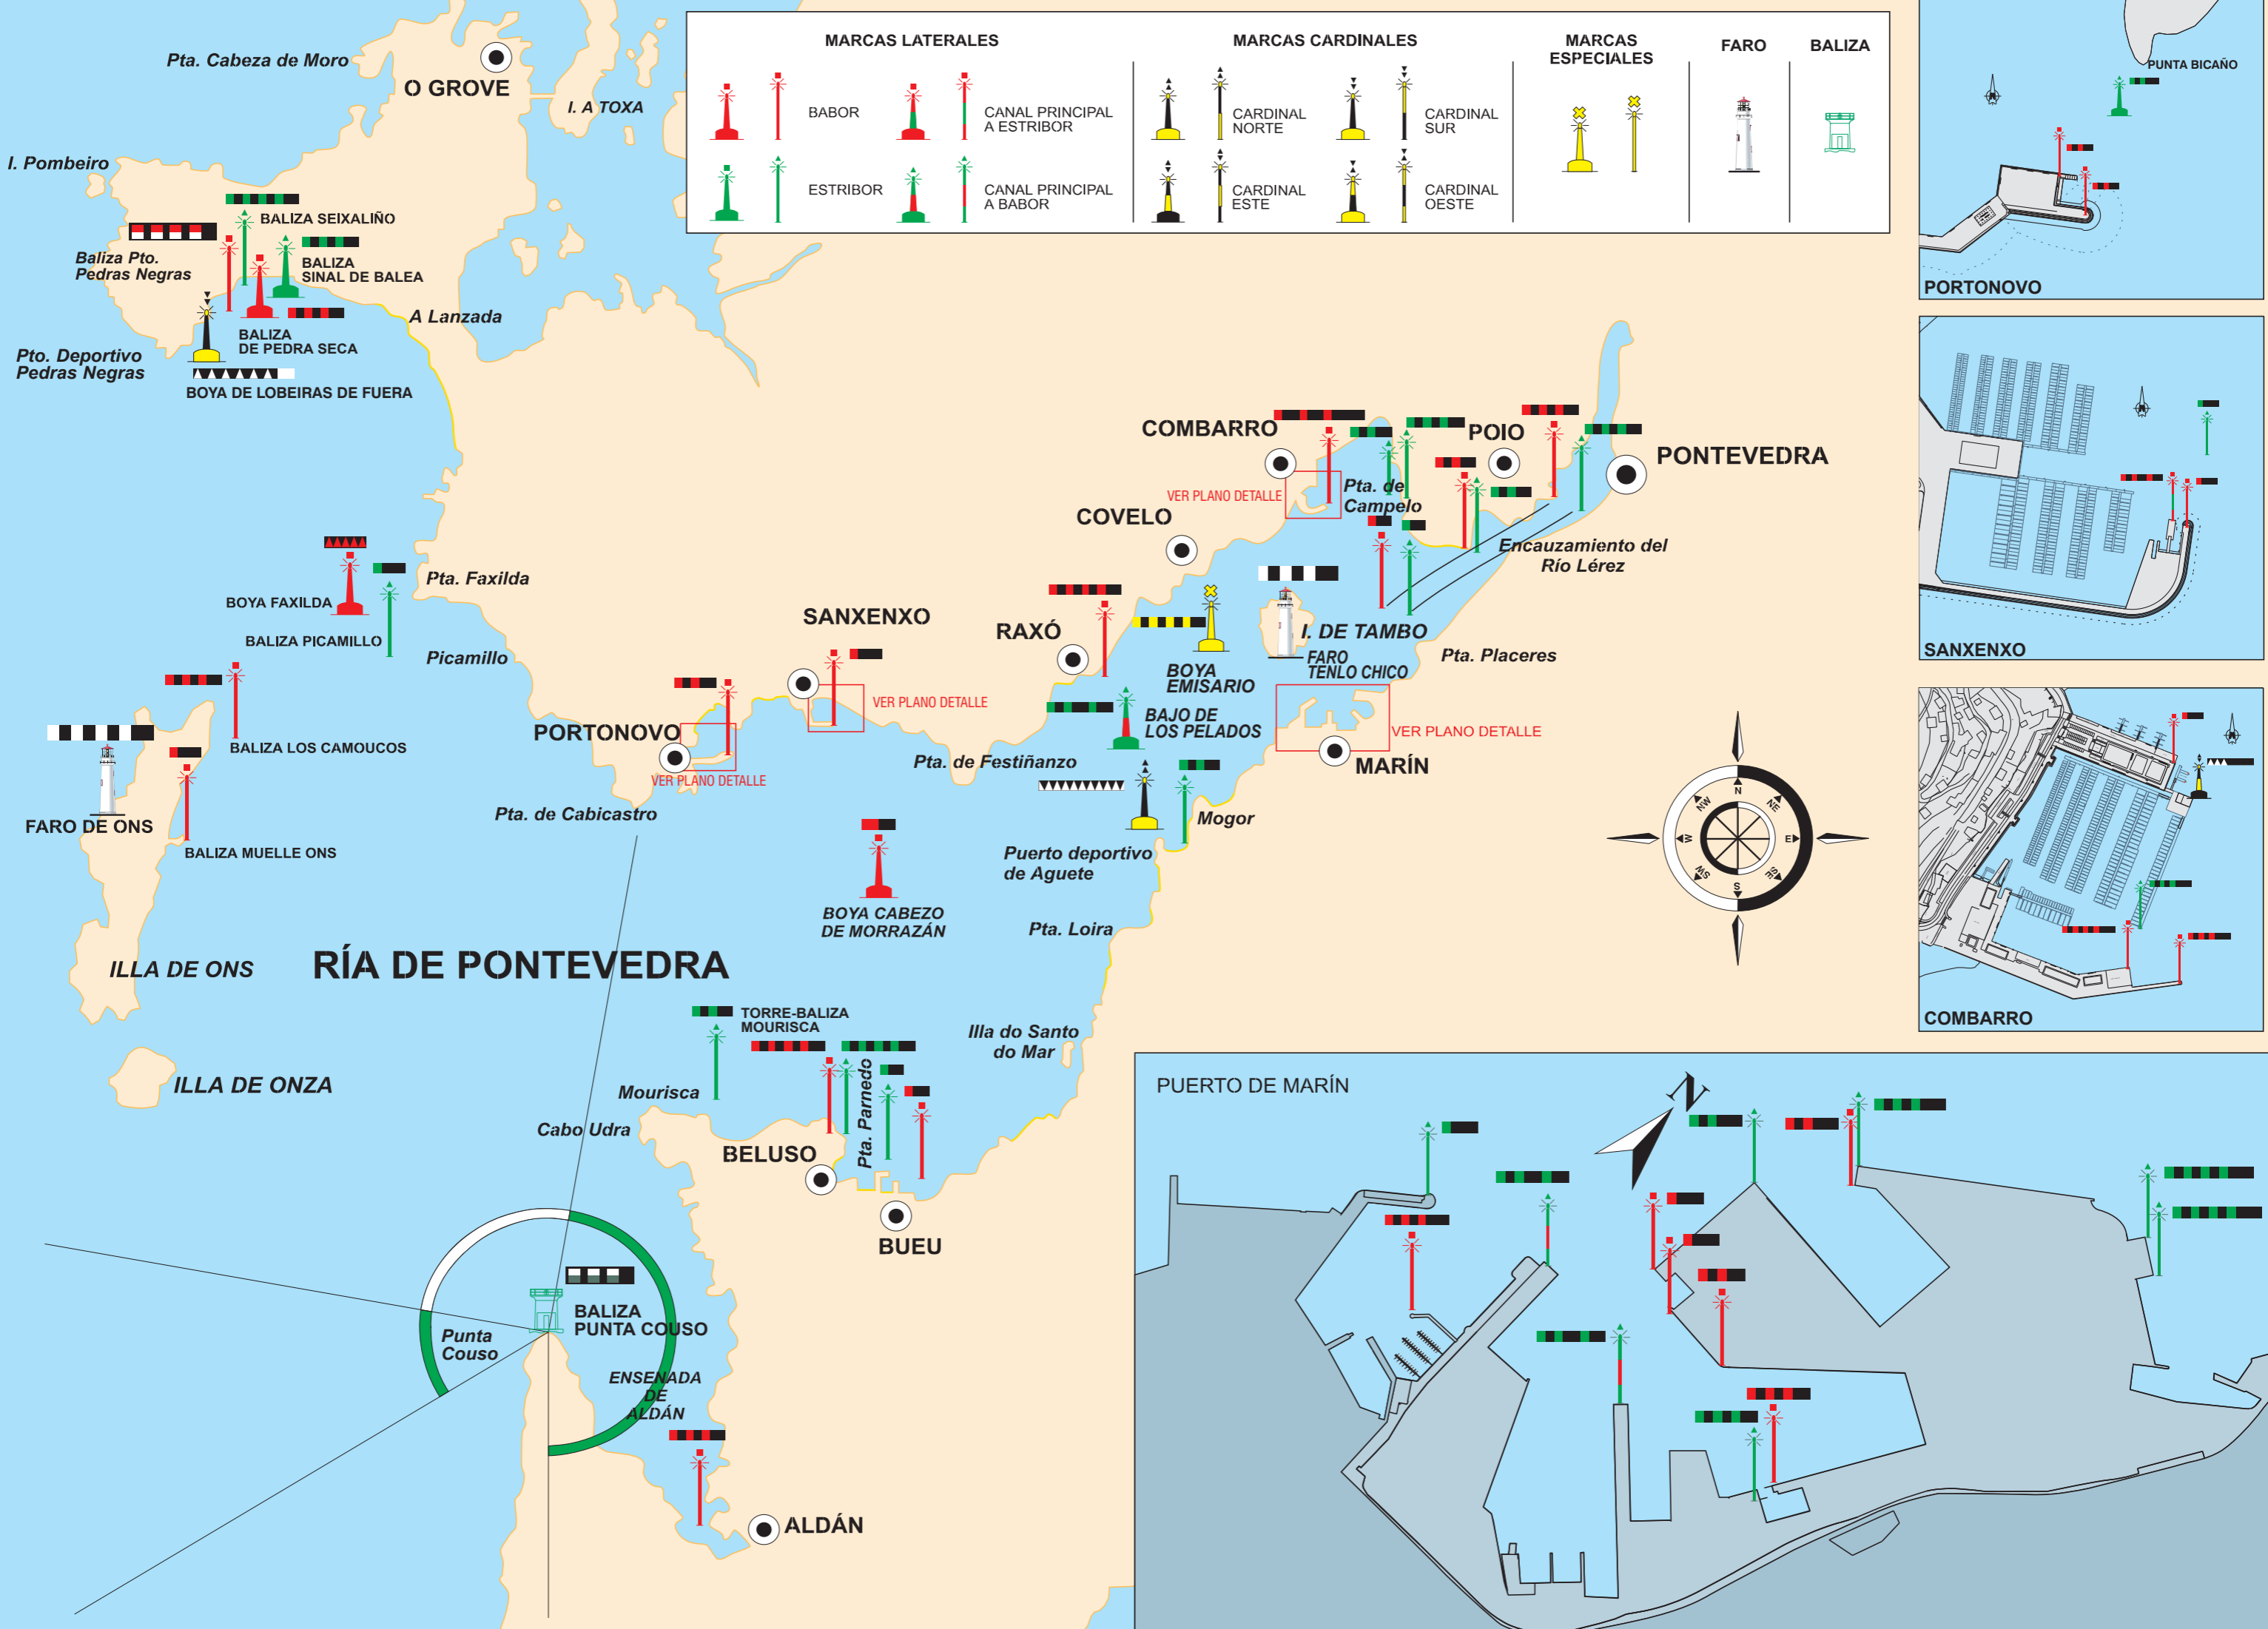 Pta. Cabeza de Moro
O GROVE
I. A TOXA
I. Pombeiro
BALIZA SEIXALIÑO
Baliza Pto.
Pedras Negras
BALIZA
SINAL DE BALEA
A Lanzada
BALIZA
DE PEDRA SECA
Pto. Deportivo
Pedras Negras
BOYA DE LOBEIRAS DE FUERA
MARCAS LATERALES
BABOR
CANAL PRINCIPAL
A ESTRIBOR
ESTRIBOR
CANAL PRINCIPAL
A BABOR
MARCAS CARDINALES
CARDINAL
NORTE
CARDINAL
SUR
CARDINAL
ESTE
CARDINAL
OESTE
MARCAS
ESPECIALES
FARO
BALIZA
PUNTA BICAÑO
PORTONOVO
SANXENXO
COMBARRO
COMBARRO
POIO
PONTEVEDRA
VER PLANO DETALLE
Pta. de
Campelo
COVELO
Encauzamiento del
Río Lérez
Pta. Faxilda
BOYA FAXILDA
BALIZA PICAMILLO
Picamillo
SANXENXO
RAXÓ
I. DE TAMBO
FARO
TENLO CHICO
Pta. Placeres
BOYA
EMISARIO
VER PLANO DETALLE
BAJO DE
LOS PELADOS
VER PLANO DETALLE
PORTONOVO
BALIZA LOS CAMOUCOS
Pta. de Festiñanzo
MARÍN
VER PLANO DETALLE
Pta. de Cabicastro
Mogor
FARO DE ONS
BALIZA MUELLE ONS
Puerto deportivo
de Aguete
N
NE
E
SE
S
SW
W
NW
BOYA CABEZO
DE MORRAZÁN
Pta. Loira
RÍA DE PONTEVEDRA
ILLA DE ONS
TORRE-BALIZA
MOURISCA
Illa do Santo
do Mar
ILLA DE ONZA
Mourisca
Pta. Parnedo
Cabo Udra
BELUSO
BUEU
BALIZA
PUNTA COUSO
Punta
Couso
ENSENADA
DE
ALDÁN
ALDÁN
PUERTO DE MARÍN
N